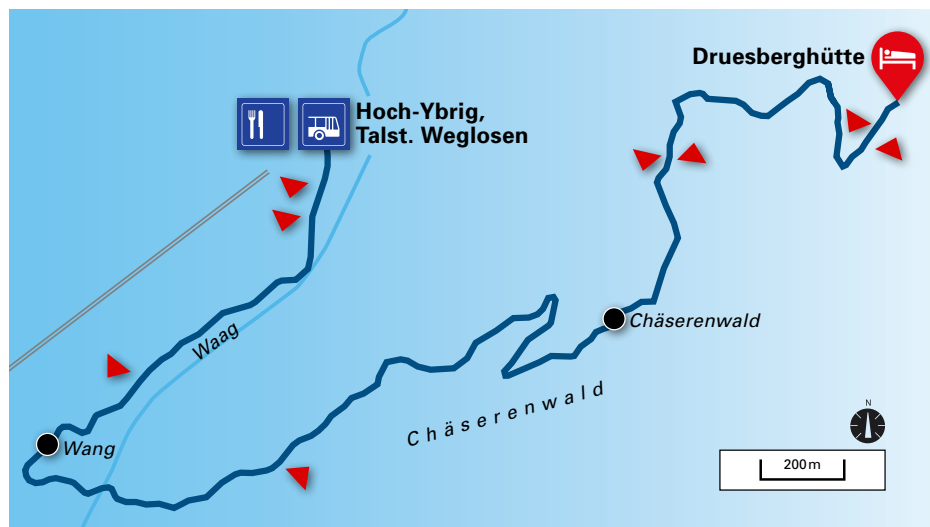 Druesberghütte
Hoch-Ybrig,
Talst. Weglosen
Waag
Chäserenwald
Chäserenwald
Wang
N
200 m